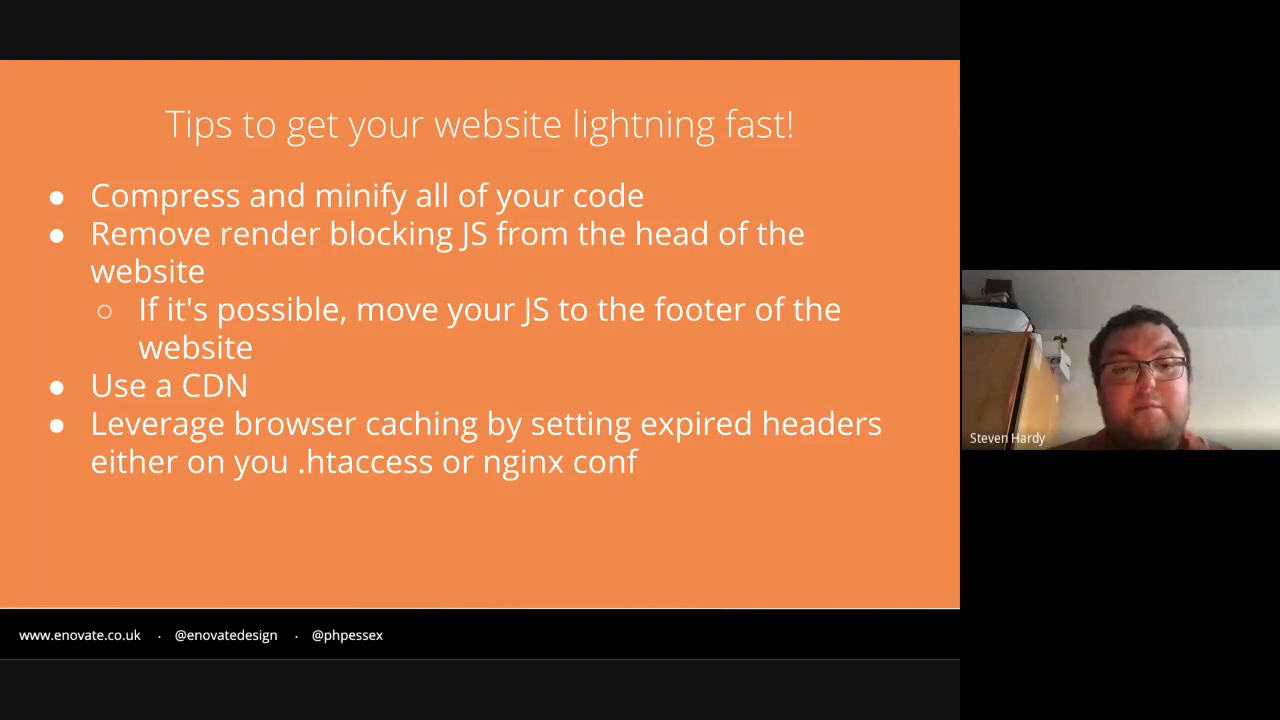 Tips to get your website lightning fast!
● Compress and minify all of your code
● Remove render blocking JS from the head of the
website
○ If it's possible, move your JS to the footer of the
website
● Use a CDN
● Leverage browser caching by setting expired headers
either on you .htaccess or nginx conf
Steven Hardy
www.enovate.co.uk · @enovatedesign · @phpessex